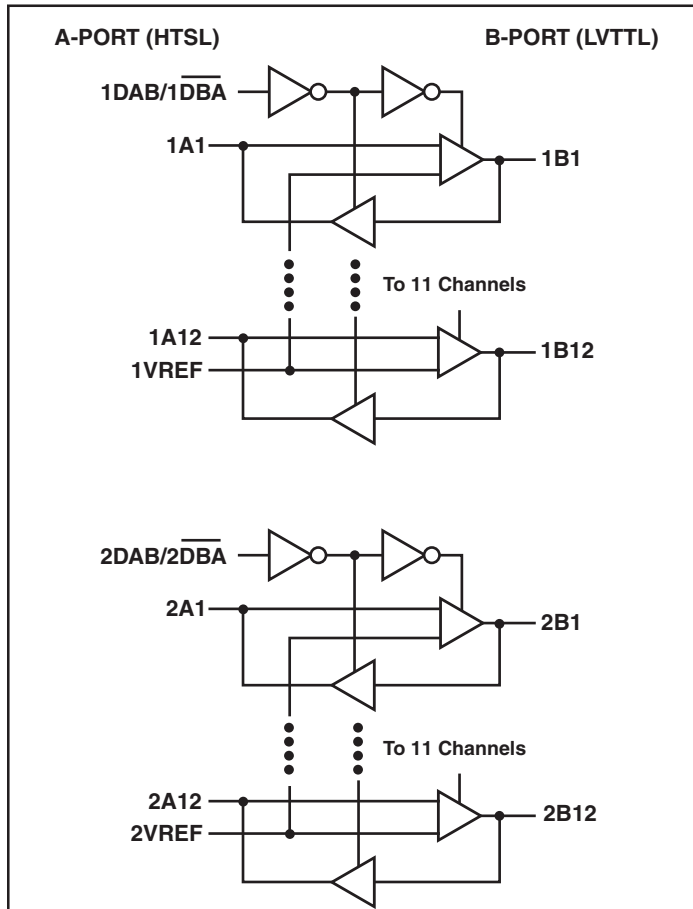 A-PORT (HTSL) B-PORT (LVTTL)
1DAB/1DBA
1A1
1B1
To 11 Channels
1A12
1B12
1VREF
2DAB/2DBA
2A1
2B1
To 11 Channels
2A12
2B12
2VREF